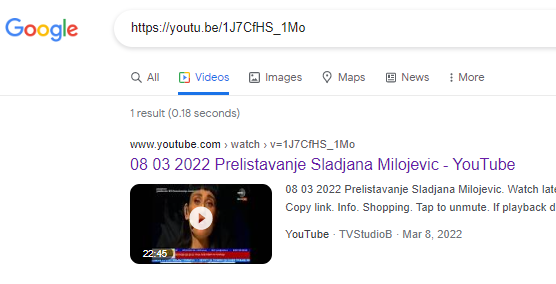 Google
https://youtu.be/1J7CfHS_1Mo
All Videos Images Maps News More
1 result (0.18 seconds)
www.youtube.com › watch › v=1J7CfHS_1Mo
08 03 2022 Prelistavanje Sladjana Milojevic - YouTube
08 03 2022 Prelistavanje Sladjana Milojevic. Watch late
Copy link. Info. Shopping. Tap to unmute. If playback d
22:45
YouTube · TVStudioB · Mar 8, 2022